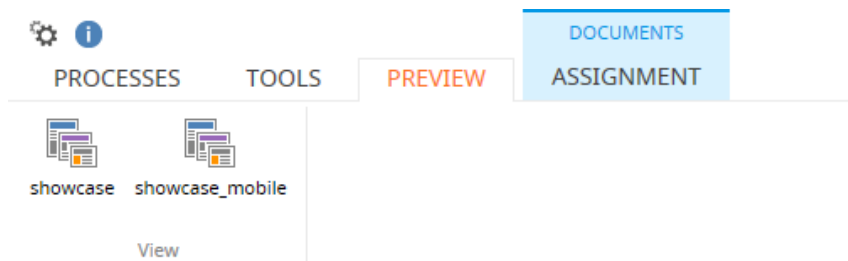 DOCUMENTS
PROCESSES TOOLS PREVIEW ASSIGNMENT
showcase showcase_mobile
View